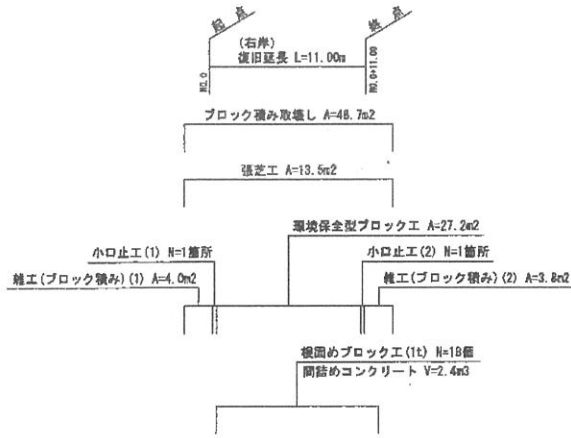 起点
終点
(右岸)
復旧延長 L=11.00m
NO.0
NO.0+11.00
ブロック積み取壊し A=48.7m2
張芝工 A=13.5m2
環境保全型ブロック工 A=27.2m2
小口止工(1) N=1箇所
小口止工(2) N=1箇所
雑工(ブロック積み)(1) A=4.0m2
雑工(ブロック積み)(2) A=3.8m2
根固めブロック工(1t) N=18個
間詰めコンクリート V=2.4m3